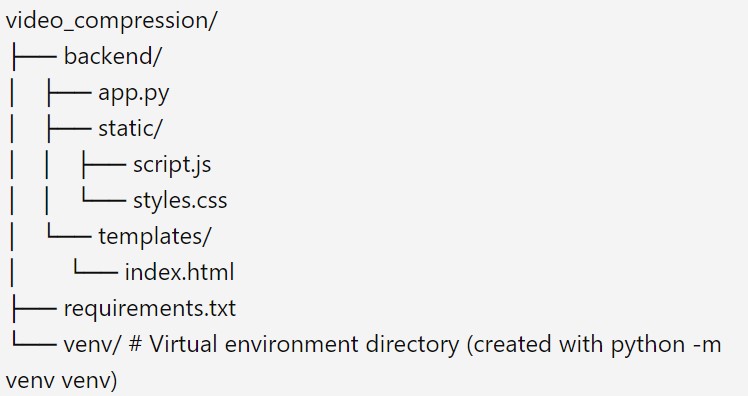 video_compression/
├── backend/
│   ├── app.py
│   ├── static/
│   │   ├── script.js
│   │   └── styles.css
│   └── templates/
│       └── index.html
├── requirements.txt
└── venv/ # Virtual environment directory (created with python -m
venv venv)